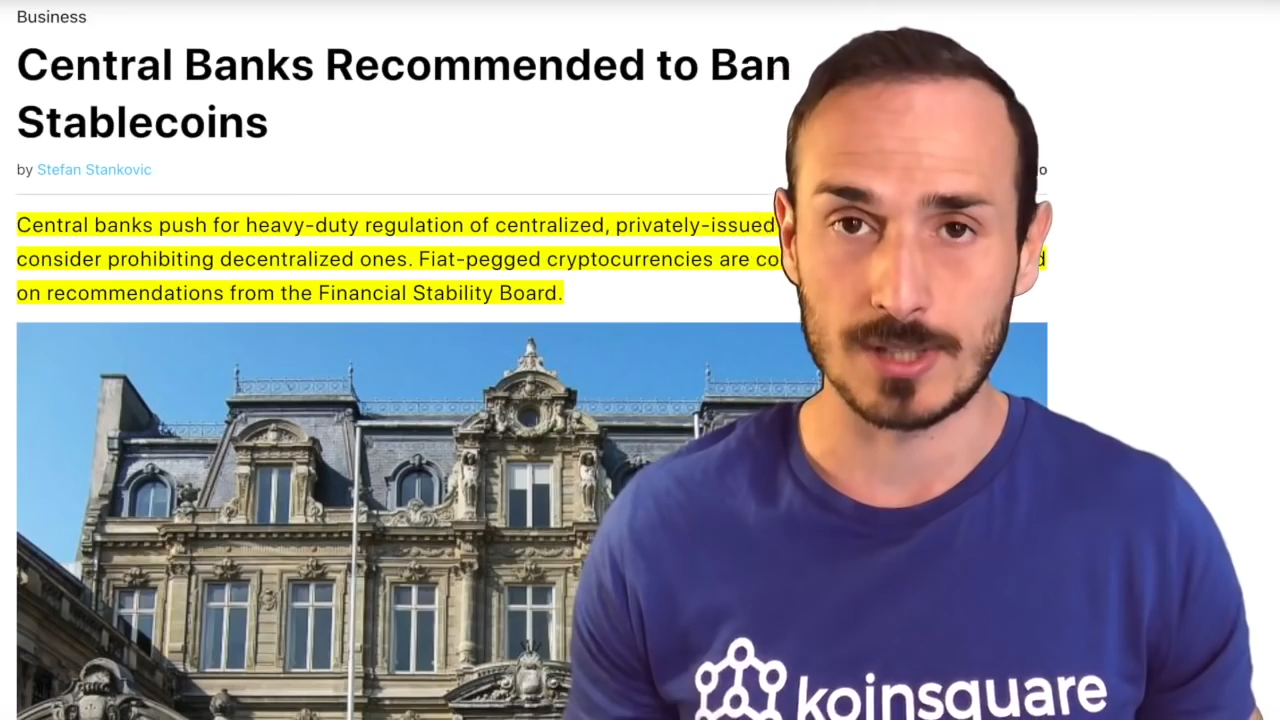 Business
Central Banks Recommended to Ban
Stablecoins
by Stefan Stankovic
Central banks push for heavy-duty regulation of centralized, privately-issued
consider prohibiting decentralized ones. Fiat-pegged cryptocurrencies are
on recommendations from the Financial Stability Board.
koinsquare